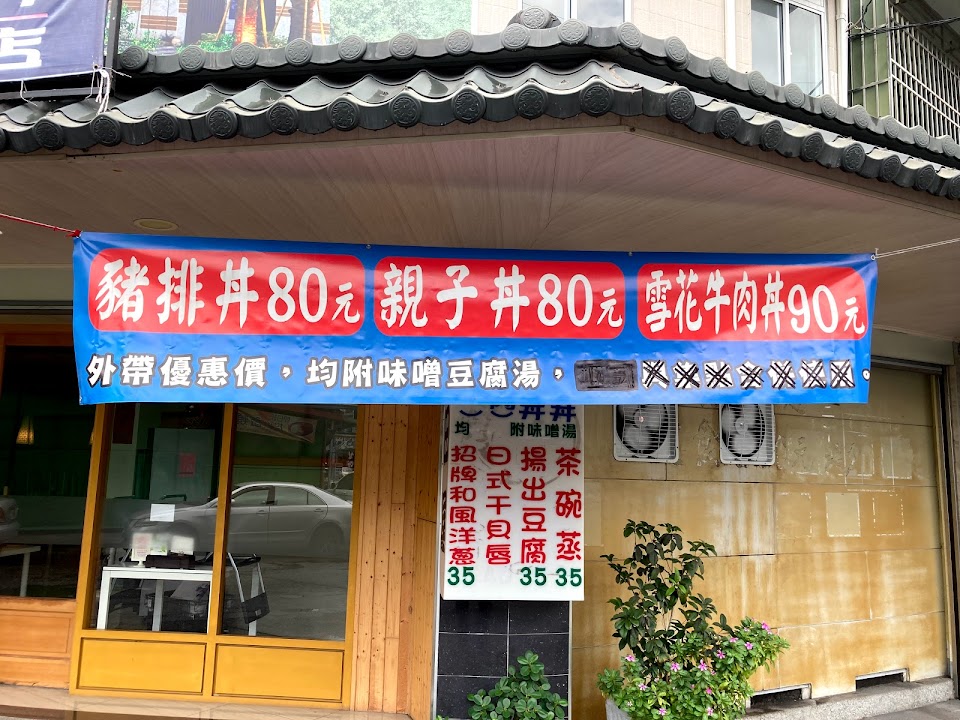 店
豬排丼80元 親子丼80元 雪花牛肉丼90元
外帶優惠價，均附味噌豆腐湯，
丼丼
均 附味噌湯
招牌和風洋蔥 35
日式干貝唇
揚出豆腐 35
茶碗蒸 35